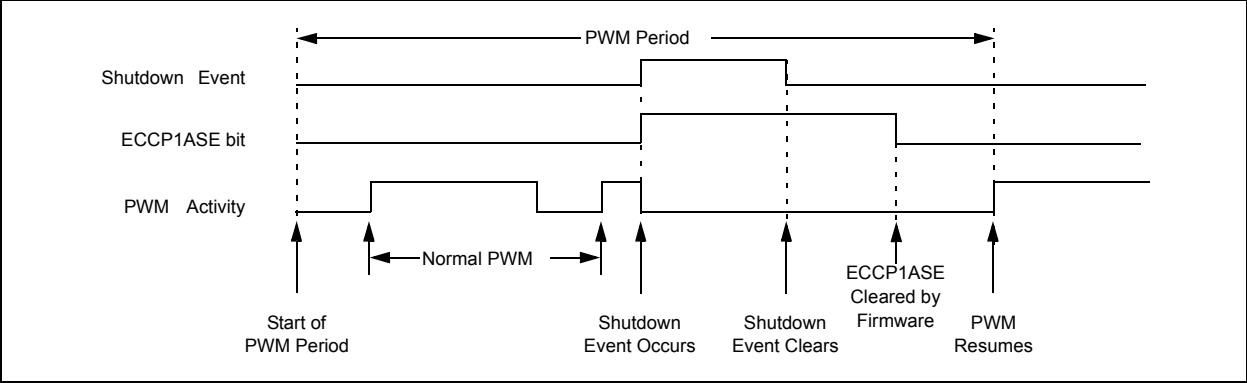 PWM Period
Shutdown Event
ECCP1ASE bit
PWM Activity
Normal PWM
Start of
PWM Period
Shutdown
Event Occurs
Shutdown
Event Clears
ECCP1ASE
Cleared by
Firmware
PWM
Resumes